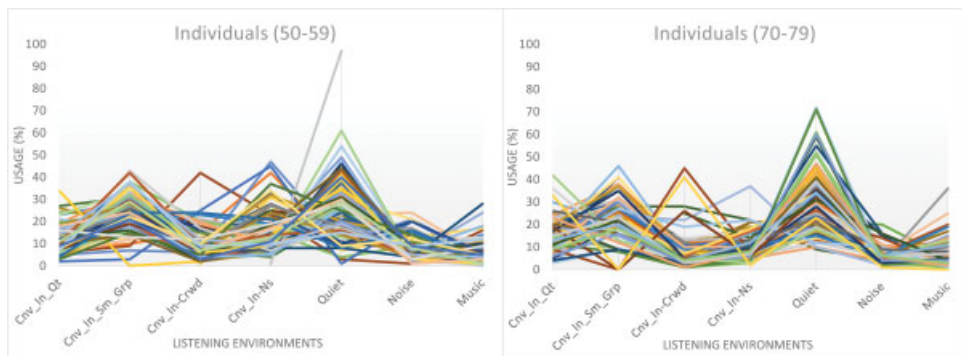 Individuals (50-59)
100
90
80
70
60
50
40
30
20
10
0
USAGE (%)
Cnv_In_Qt
Cnv_In_Sm_Grp
Cnv_In-Crwd
Cnv_In-Ns
Quiet
Noise
Music
LISTENING ENVIRONMENTS
Individuals (70-79)
100
90
80
70
60
50
40
30
20
10
0
USAGE (%)
Cnv_In_Qt
Cnv_In_Sm_Grp
Cnv_In-Crwd
Cnv_In-Ns
Quiet
Noise
Music
LISTENING ENVIRONMENTS